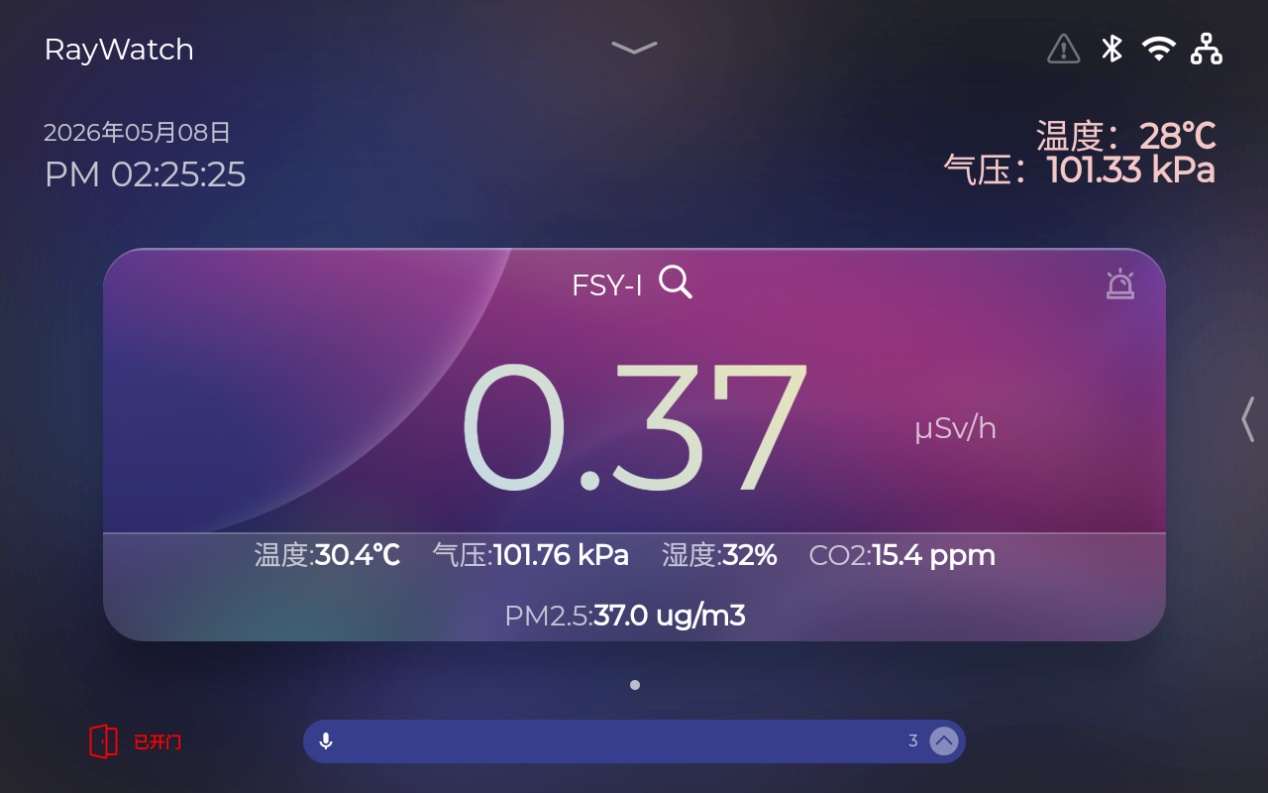 RayWatch
2026年05月08日
PM 02:25:25
温度：28℃
气压：101.33 kPa
FSY-I
0.37
μSv/h
温度:30.4℃ 气压:101.76 kPa 湿度:32% CO2:15.4 ppm
PM2.5:37.0 ug/m3
已开门
3